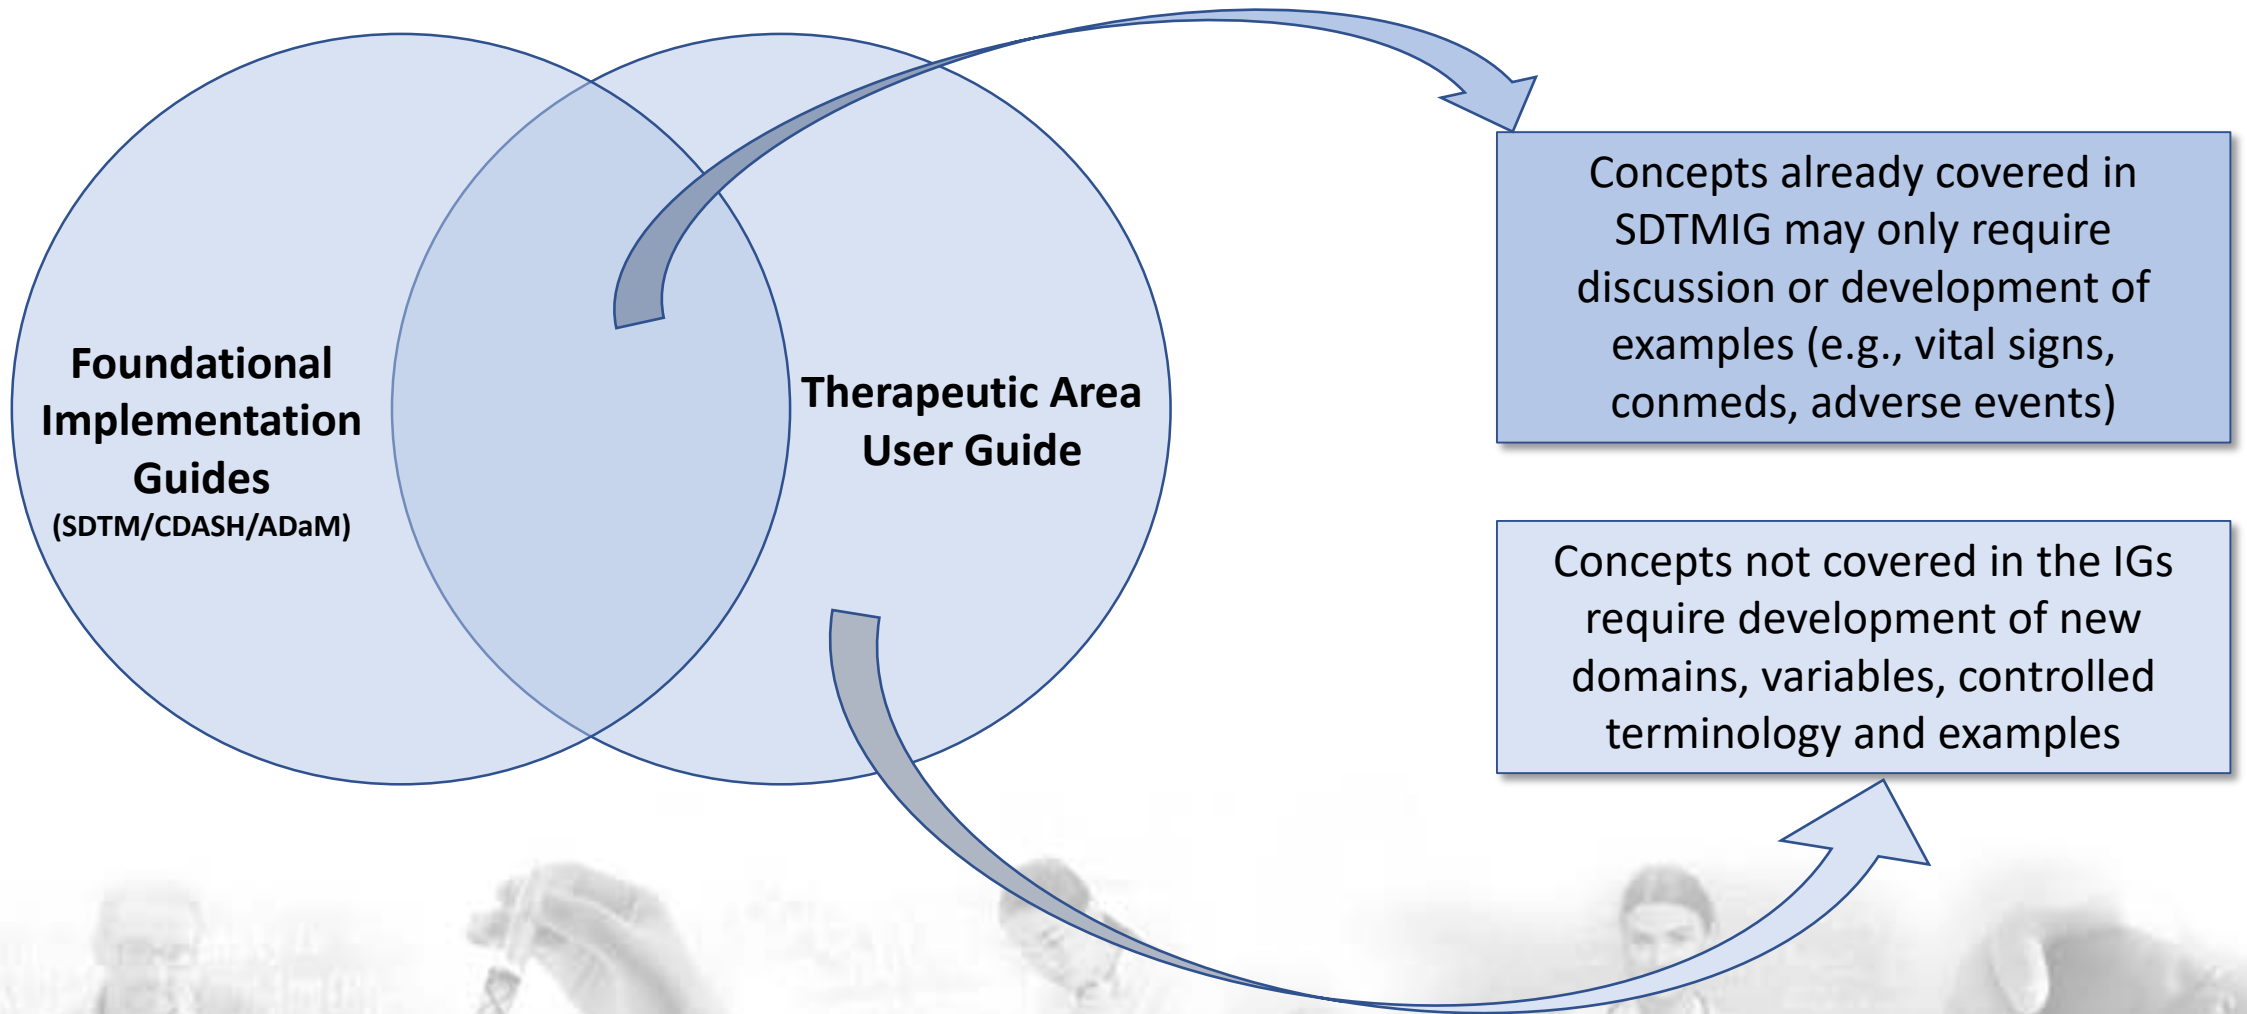 Foundational
Implementation
Guides
(SDTM/CDASH/ADaM)
Therapeutic Area
User Guide
Concepts already covered in
SDTMIG may only require
discussion or development of
examples (e.g., vital signs,
conmeds, adverse events)
Concepts not covered in the IGs
require development of new
domains, variables, controlled
terminology and examples